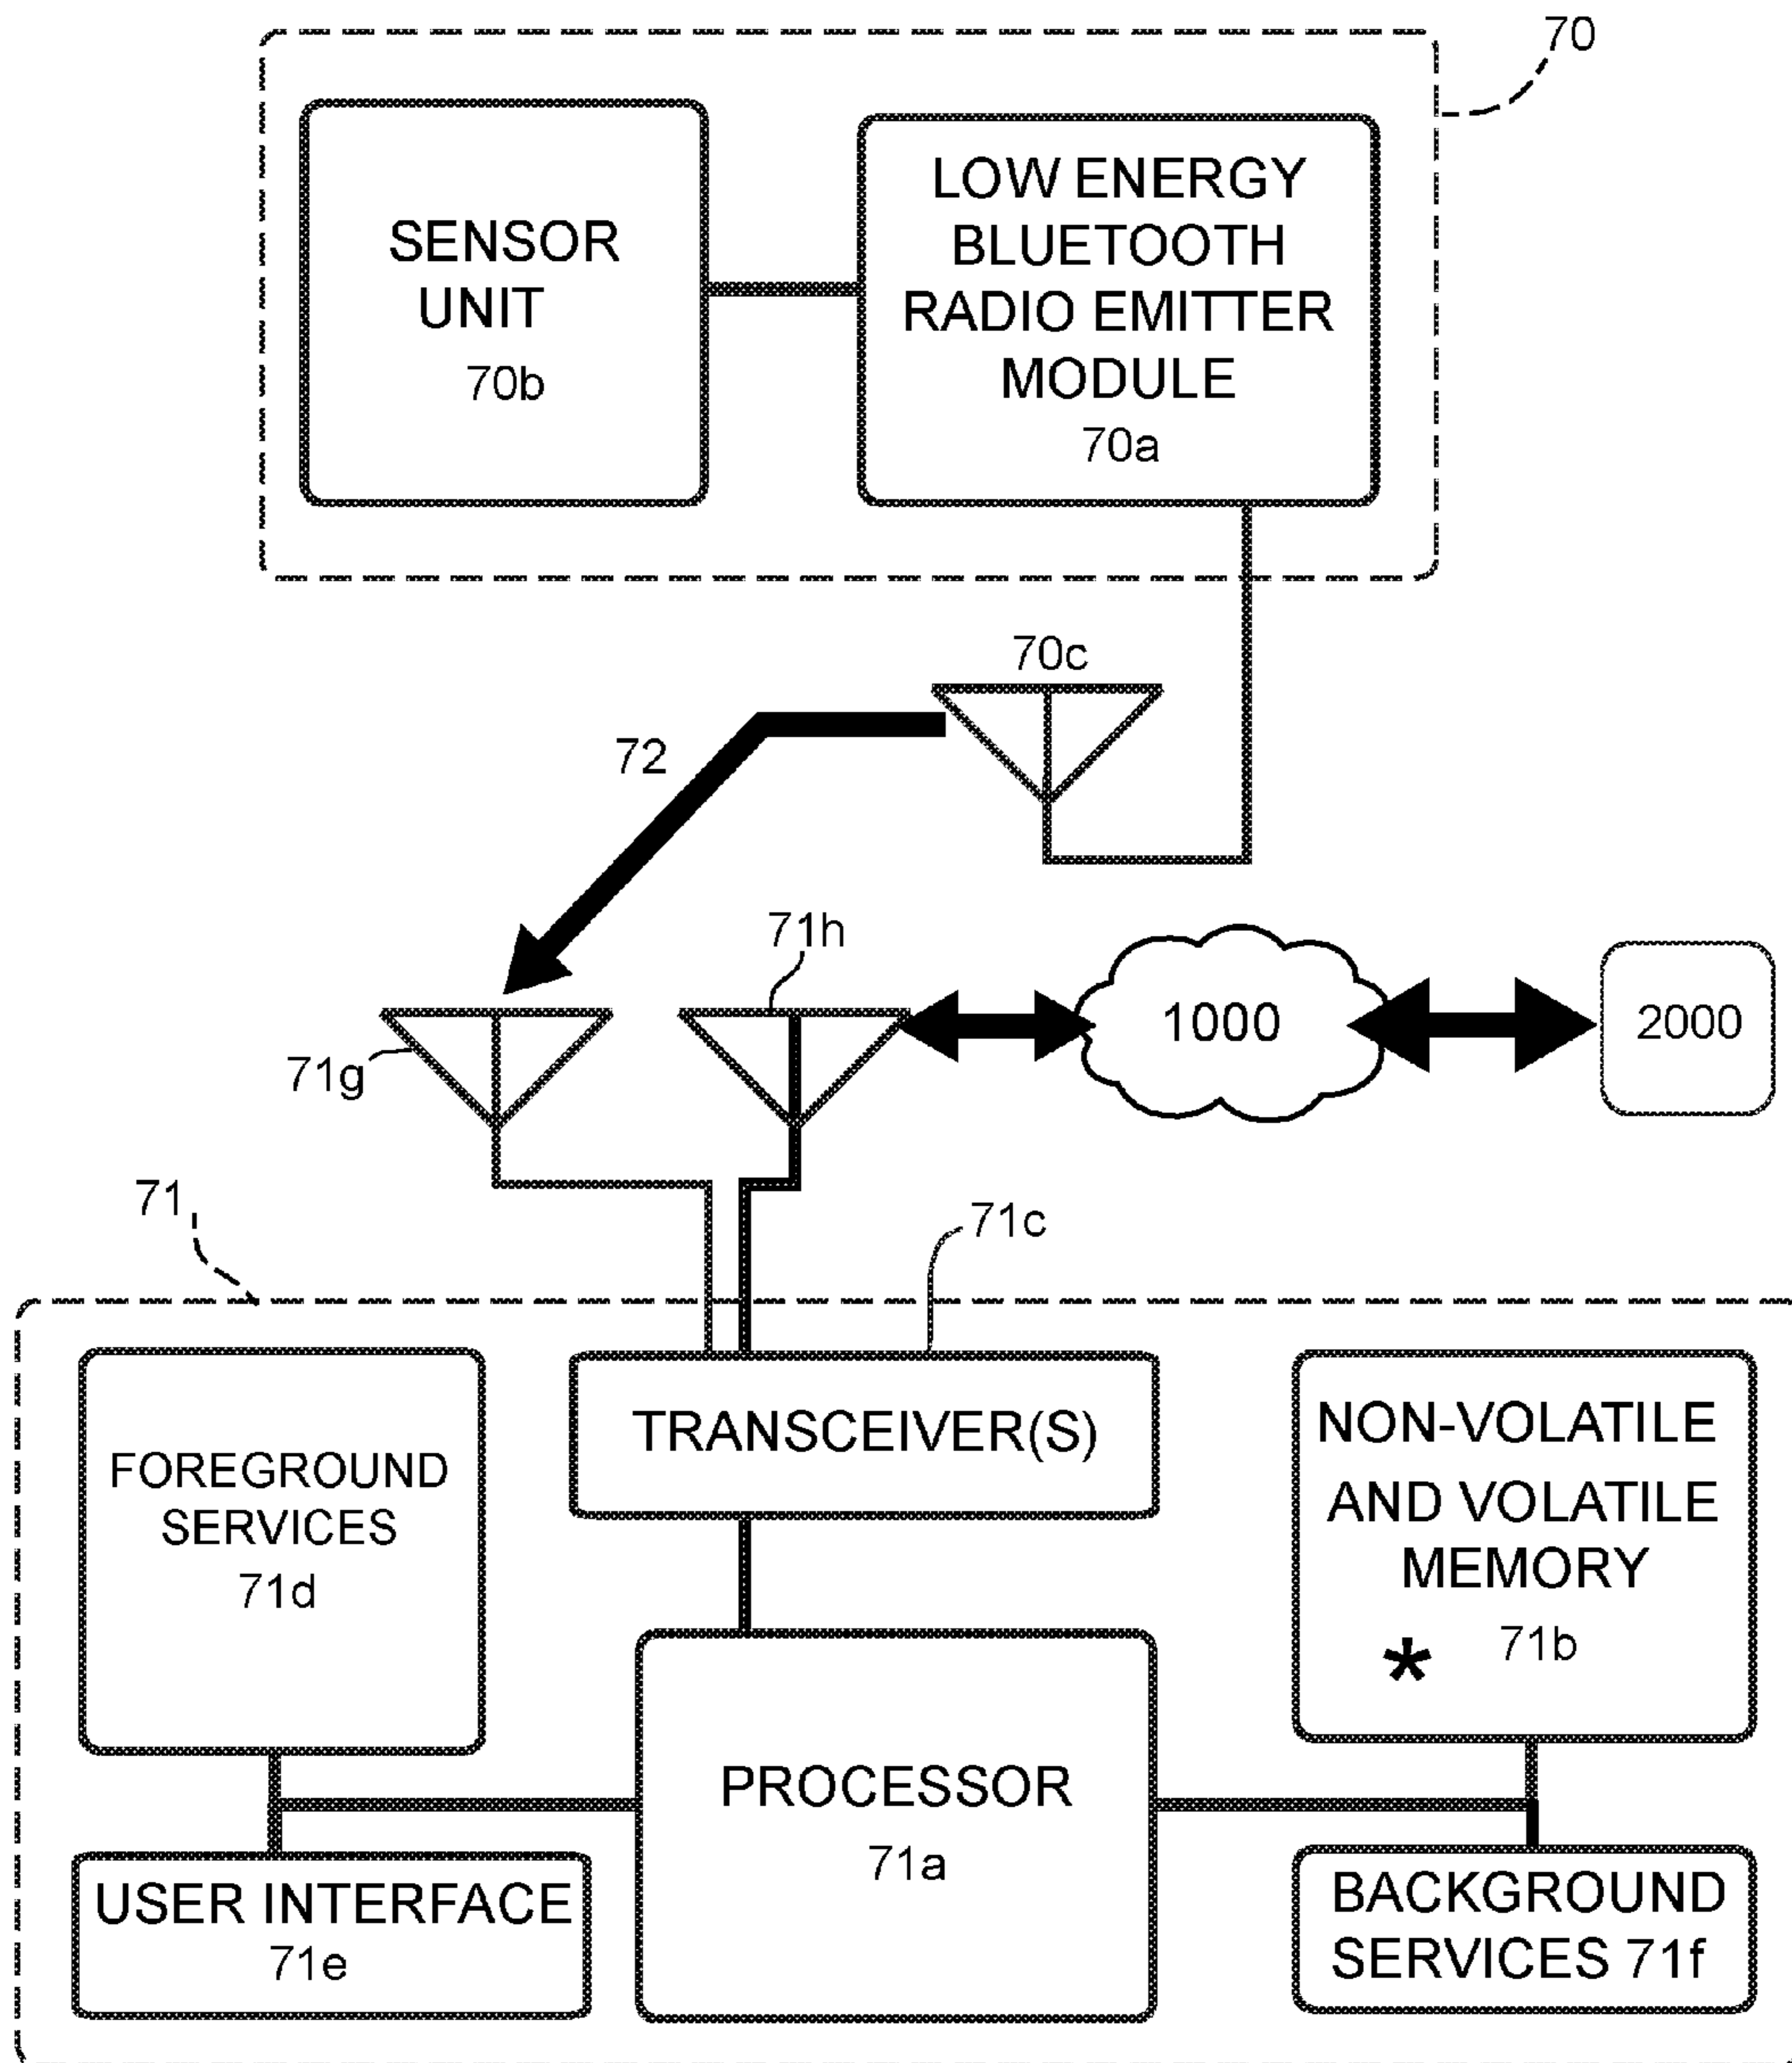 70
SENSOR
UNIT
70b
LOW ENERGY
BLUETOOTH
RADIO EMITTER
MODULE
70a
70c
72
71h
1000
2000
71g
71
71c
FOREGROUND
SERVICES
71d
TRANSCEIVER(S)
NON-VOLATILE
AND VOLATILE
MEMORY
* 71b
PROCESSOR
71a
USER INTERFACE
71e
BACKGROUND
SERVICES 71f